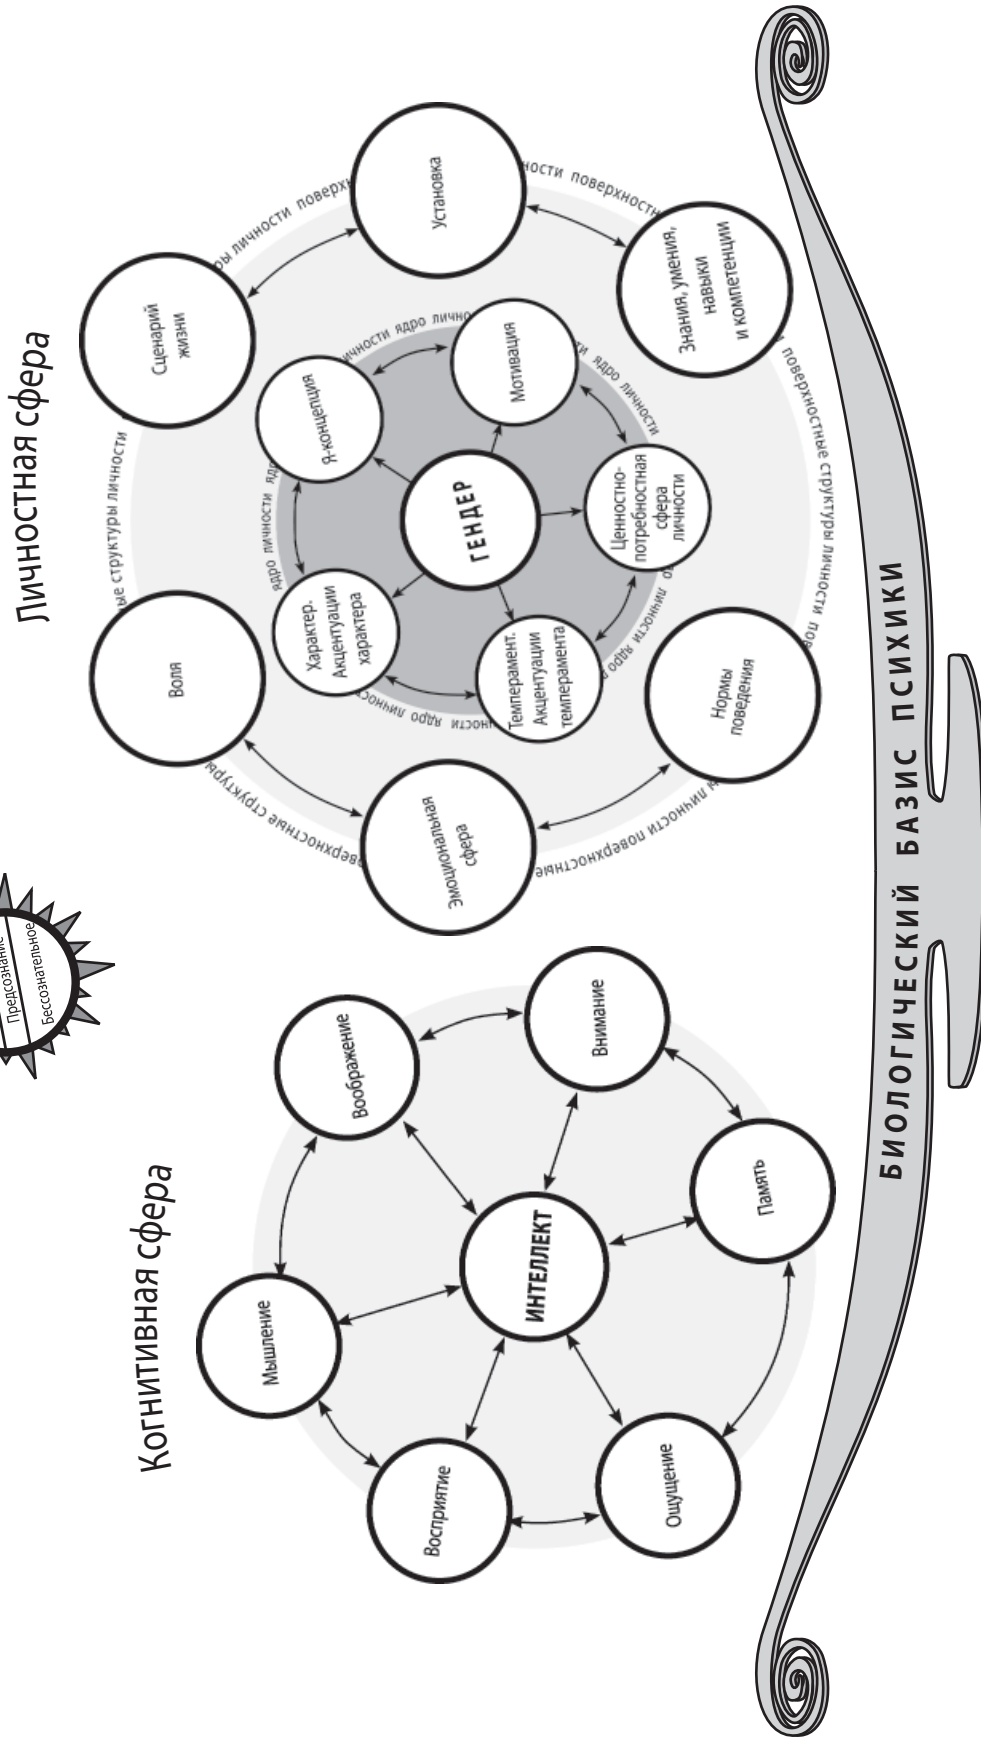 Предсознание
Бессознательное
Когнитивная сфера
Мышление
Воображение
Восприятие
ИНТЕЛЛЕКТ
Внимание
Ощущение
Память
Личностная сфера
Воля
Сценарий
жизни
Эмоциональная
сфера
Установка
Нормы
поведения
Знания, умения,
навыки
и компетенции
поверхностные структуры личности
Характер.
Акцентуации
характера
Я-концепция
ГЕНДЕР
Мотивация
Темперамент.
Акцентуации
темперамента
Ценностно-
потребностная
сфера
личности
ядро личности
ядро личности
БИОЛОГИЧЕСКИЙ БАЗИС ПСИХИКИ